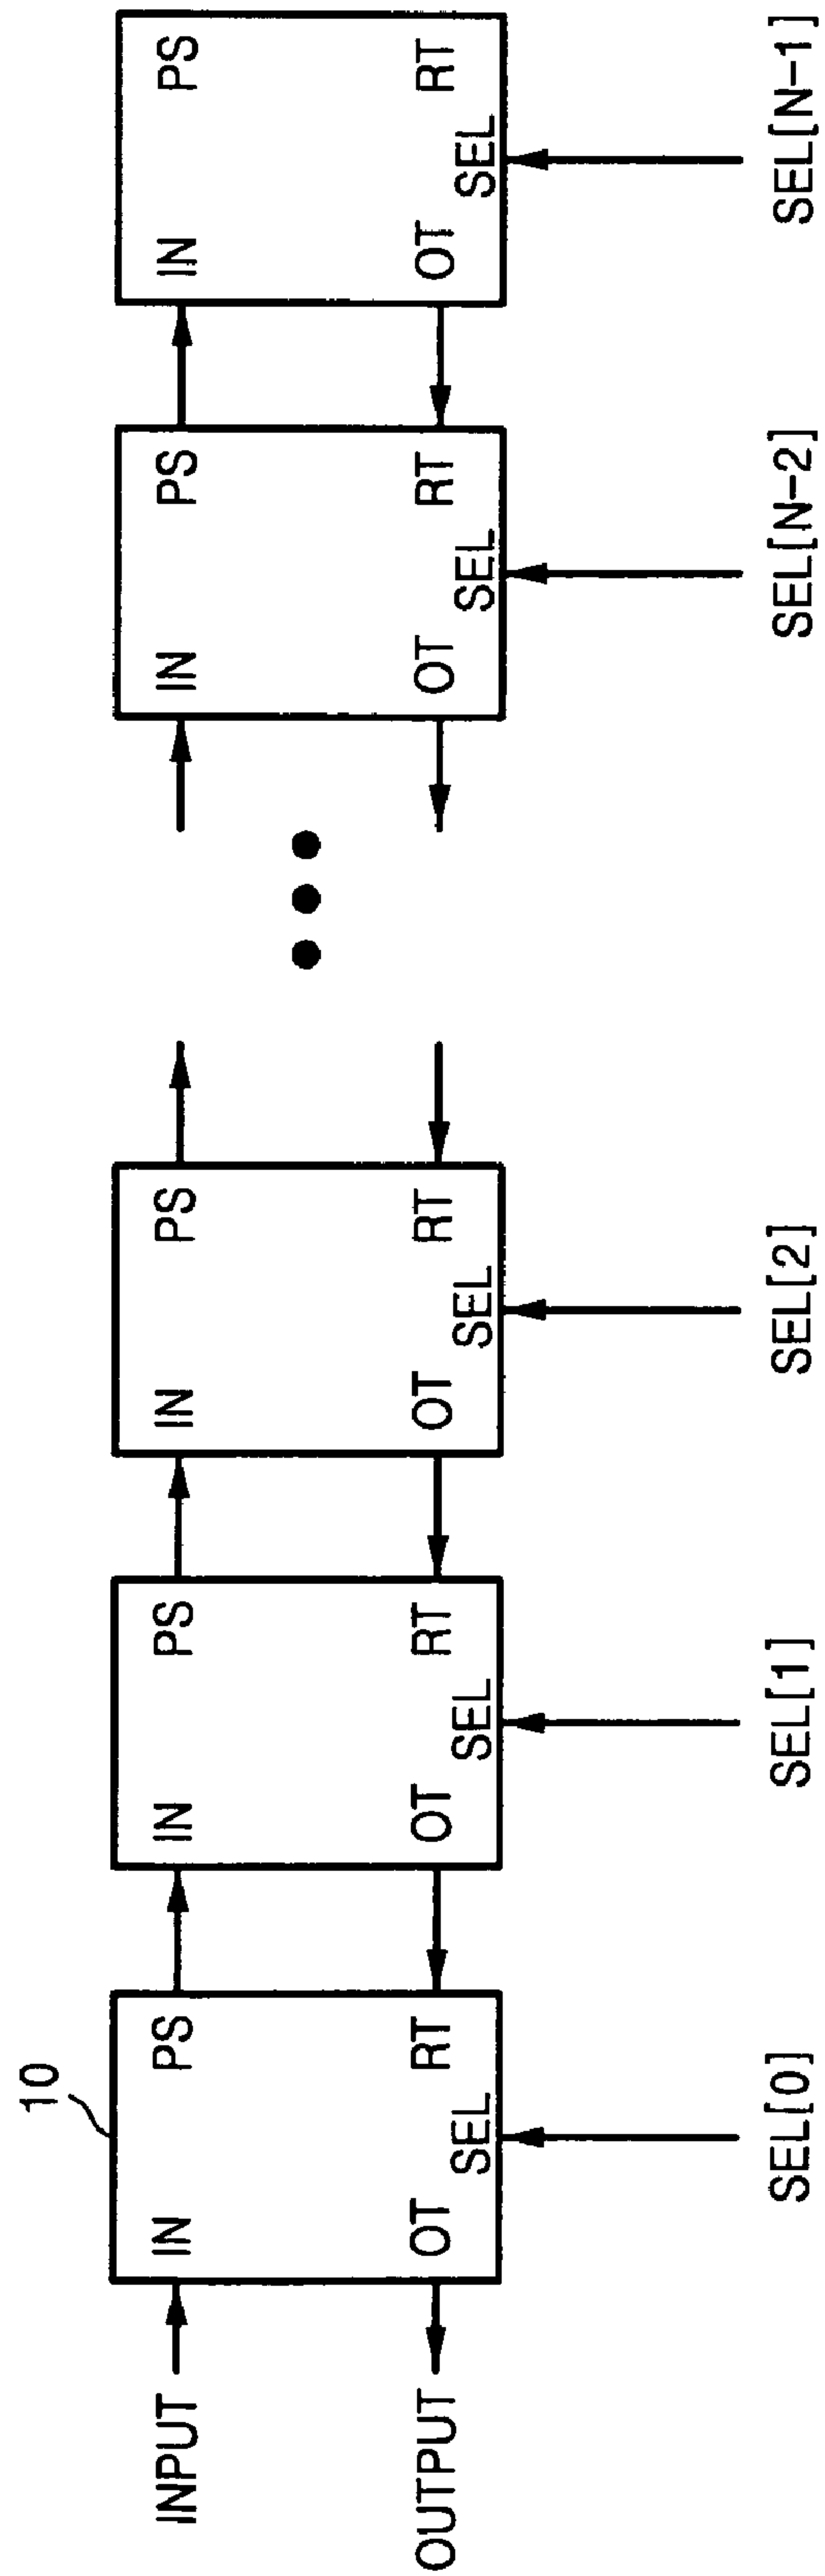 10
INPUT
IN PS
OT SEL RT
OUTPUT
SEL[0]
IN PS
OT SEL RT
SEL[1]
IN PS
OT SEL RT
SEL[2]
IN PS
OT SEL RT
SEL[N-2]
IN PS
OT SEL RT
SEL[N-1]